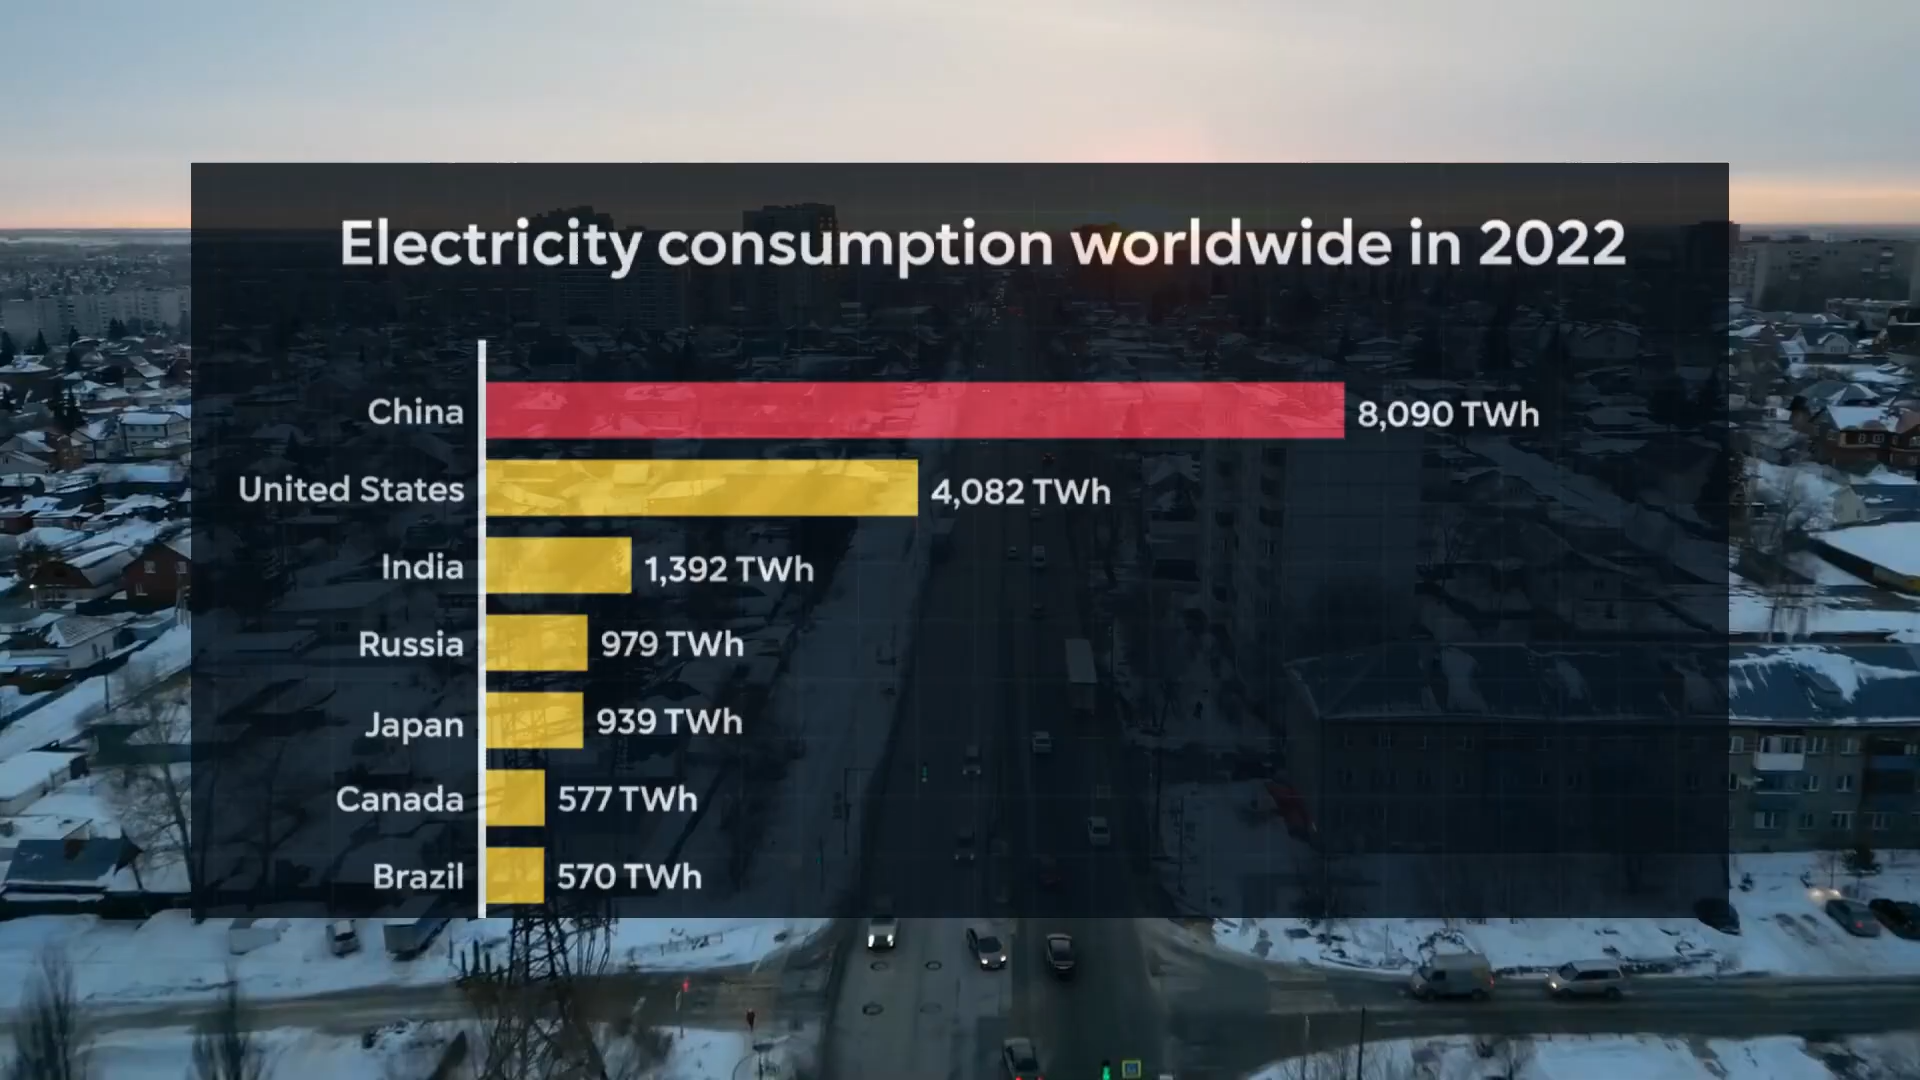 Electricity consumption worldwide in 2022
China 8,090 TWh
United States 4,082 TWh
India 1,392 TWh
Russia 979 TWh
Japan 939 TWh
Canada 577 TWh
Brazil 570 TWh